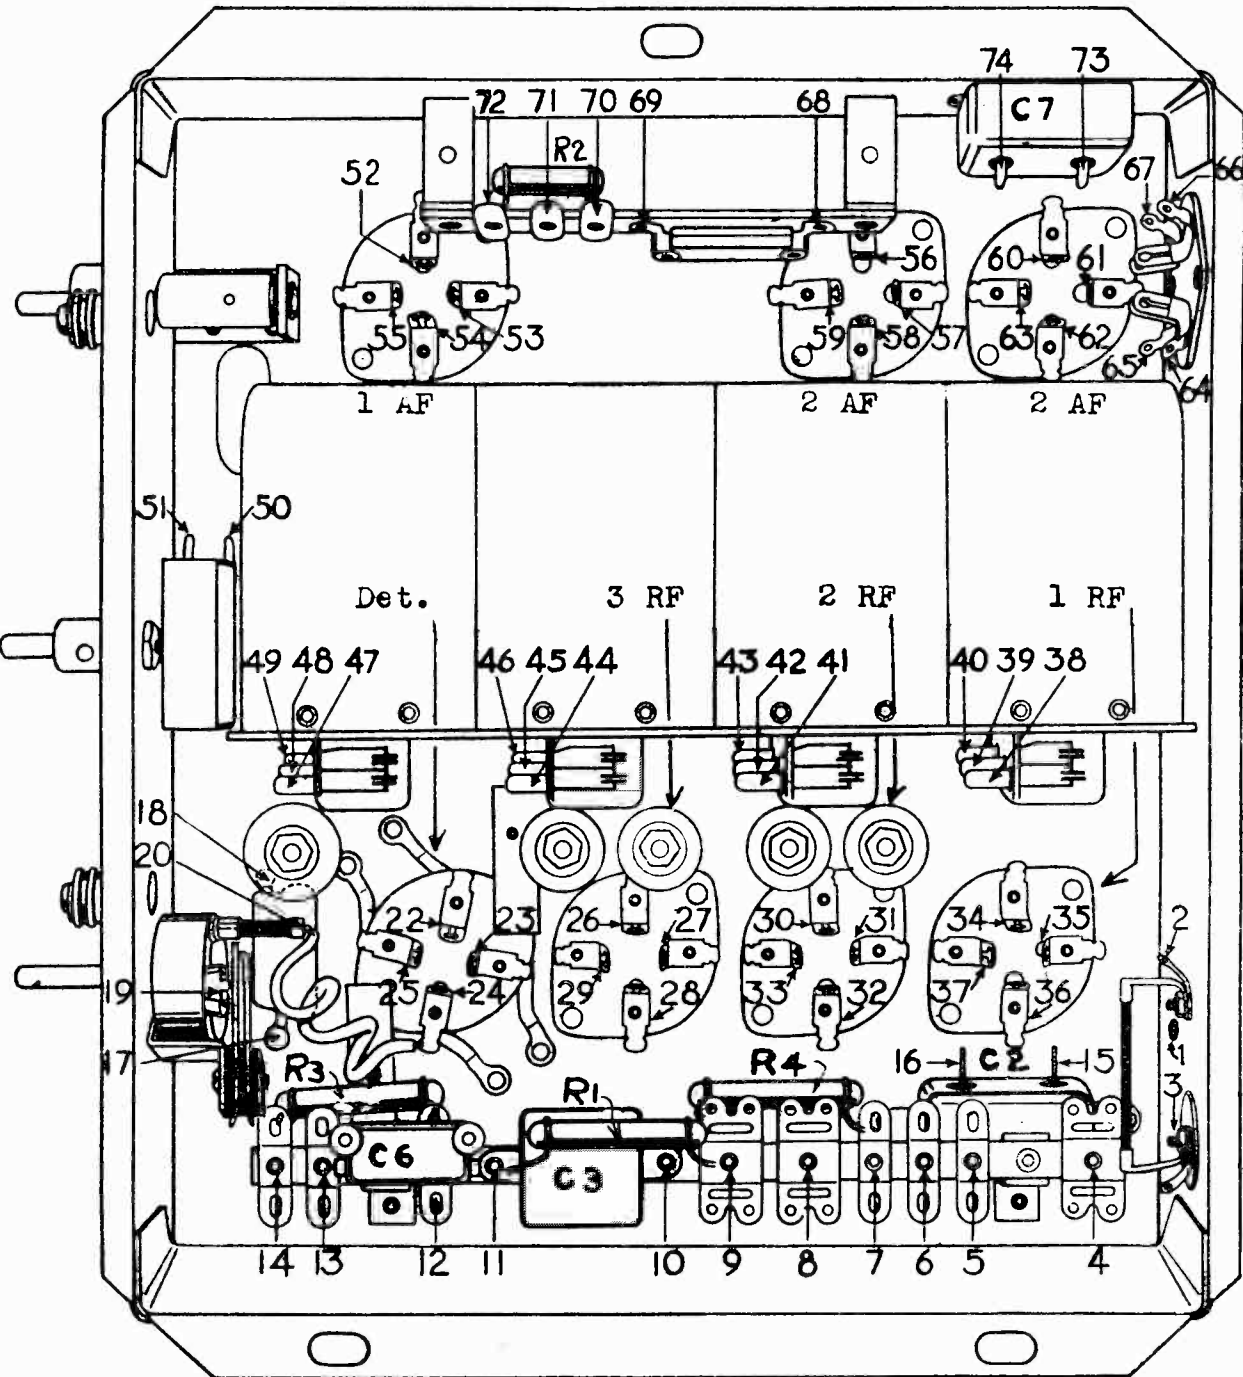 74 73
C7
72 71 70 69 68
R2
52 67 66
56 60 61
55 54 53 59 58 57 63 62
65 64
1 AF 2 AF 2 AF
51 50
Det. 3 RF 2 RF 1 RF
49 48 47 46 45 44 43 42 41 40 39 38
18
20
22 23 26 27 30 31 34 35 2
25 24 29 28 33 32 37 36
19
17 16 C2 15 1
R3 R1 R4 3
C6 C3
14 13 12 11 10 9 8 7 6 5 4